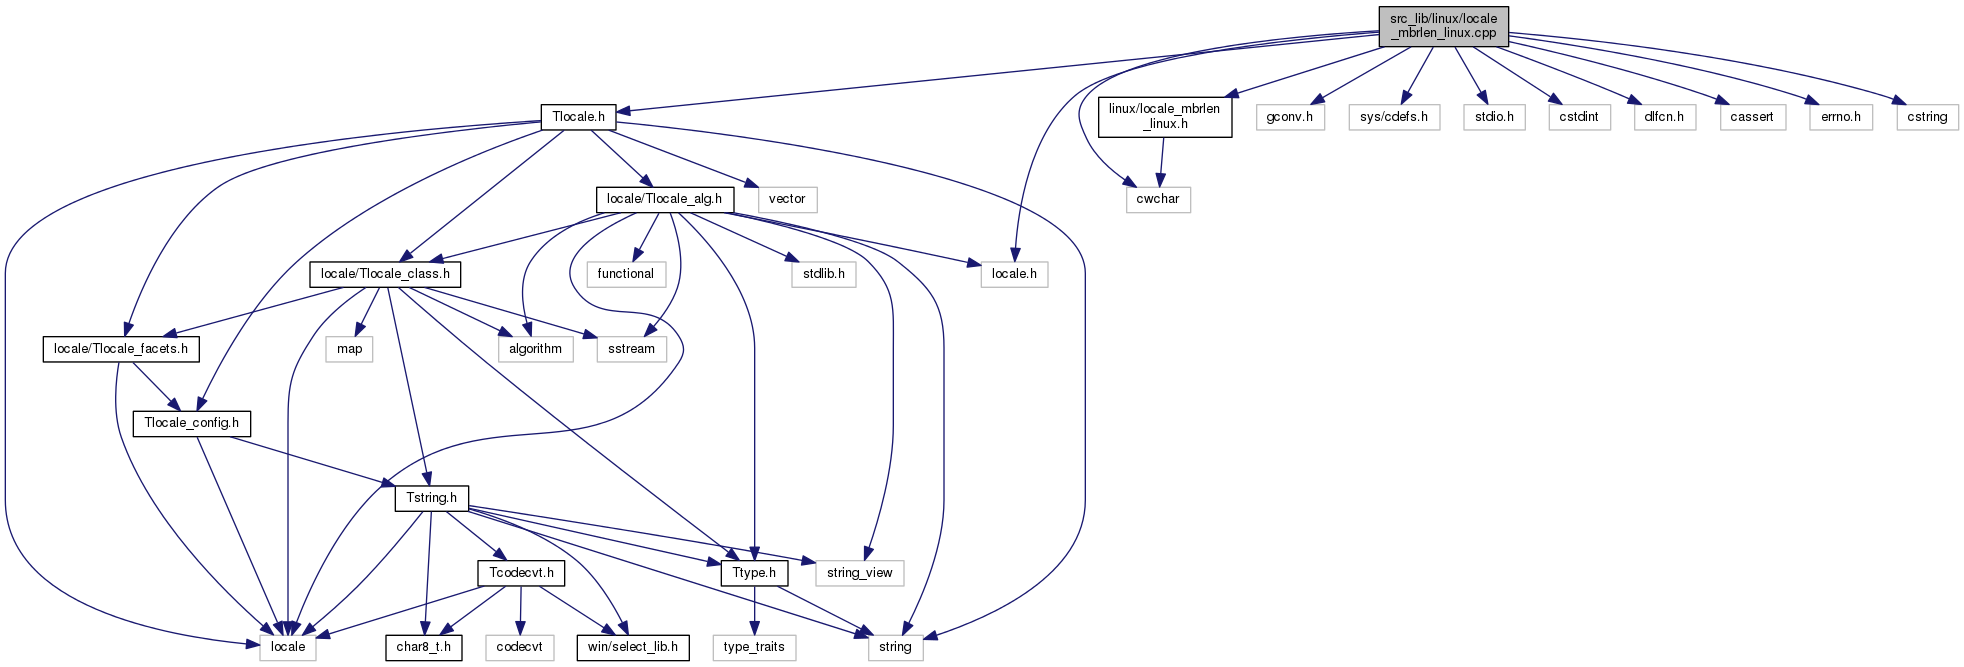 src_lib/linux/locale
_mbrlen_linux.cpp
Tlocale.h
linux/locale_mbrlen
_linux.h
gconv.h
sys/cdefs.h
stdio.h
cstdint
dlfcn.h
cassert
errno.h
cstring
locale/Tlocale_alg.h
vector
cwchar
locale/Tlocale_class.h
functional
stdlib.h
locale.h
locale/Tlocale_facets.h
map
algorithm
sstream
Tlocale_config.h
Tstring.h
Tcodecvt.h
Ttype.h
string_view
locale
char8_t.h
codecvt
win/select_lib.h
type_traits
string